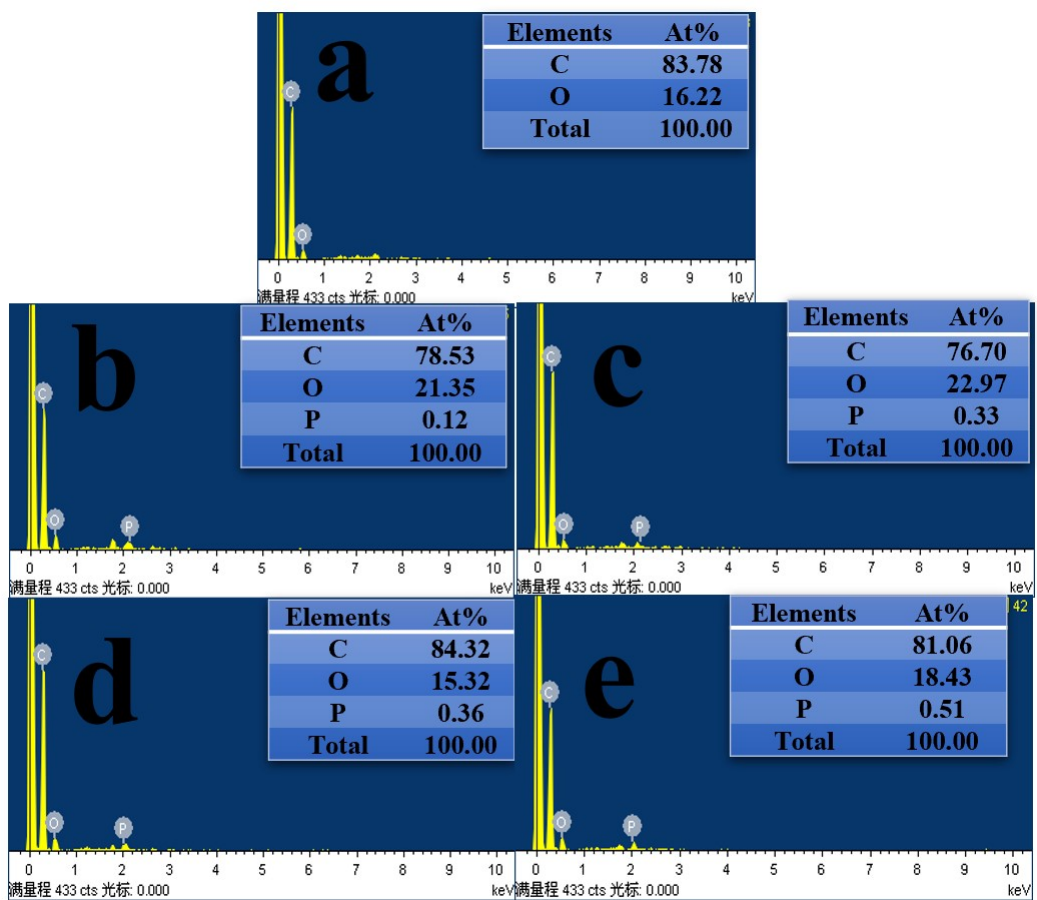 a
Elements At%
C 83.78
O 16.22
Total 100.00
C
O
0 1 2 3 4 5 6 7 8 9 10
满量程 433 cts 光标: 0.000 keV
b
Elements At%
C 78.53
O 21.35
P 0.12
Total 100.00
C
O P
0 1 2 3 4 5 6 7 8 9 10
满量程 433 cts 光标: 0.000 keV
c
Elements At%
C 76.70
O 22.97
P 0.33
Total 100.00
C
O P
0 1 2 3 4 5 6 7 8 9 10
满量程 433 cts 光标: 0.000 keV
d
Elements At%
C 84.32
O 15.32
P 0.36
Total 100.00
C
O P
0 1 2 3 4 5 6 7 8 9 10
满量程 433 cts 光标: 0.000 keV
e
42
Elements At%
C 81.06
O 18.43
P 0.51
Total 100.00
C
O P
0 1 2 3 4 5 6 7 8 9 10
满量程 433 cts 光标: 0.000 keV